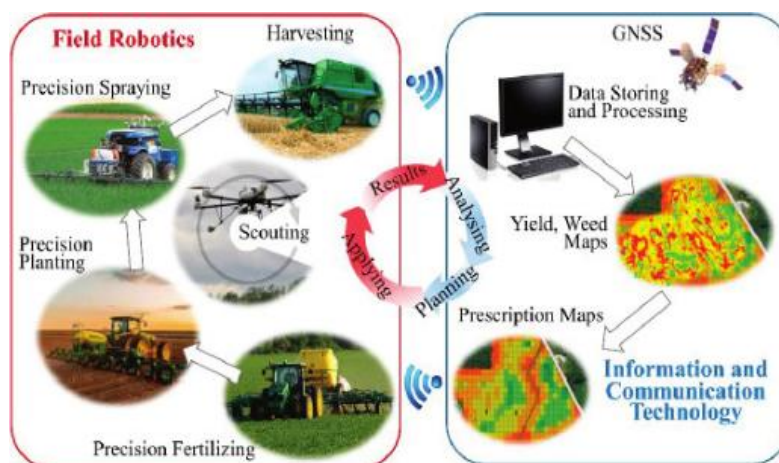 Field Robotics
Harvesting
Precision Spraying
Scouting
Precision
Planting
Precision Fertilizing
Results
Analysing
Planning
Applying
GNSS
Data Storing
and Processing
Yield, Weed
Maps
Prescription Maps
Information and
Communication
Technology